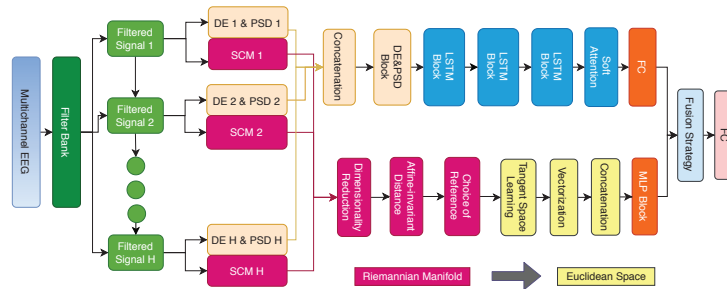 Multichannel EEG
Filter Bank
Filtered
Signal 1
Filtered
Signal 2
Filtered
Signal H
DE 1 & PSD 1
SCM 1
DE 2 & PSD 2
SCM 2
DE H & PSD H
SCM H
Concatenation
DE&PSD
Block
LSTM
Block
LSTM
Block
LSTM
Block
Soft
Attention
FC
Dimensionality
Reduction
Affine-invariant
Distance
Choice of
Reference
Tangent Space
Learning
Vectorization
Concatenation
MLP Block
Fusion Strategy
FC
Riemannian Manifold
Euclidean Space